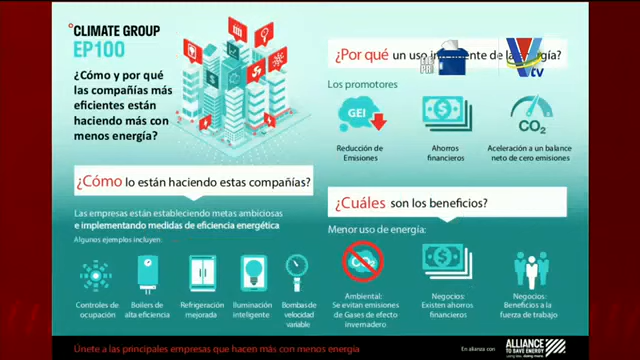 °CLIMATE GROUP
EP100
¿Cómo y por qué
las compañías más
eficientes están
haciendo más con
menos energía?
¿Por qué un uso de la energía?
Vtv
Los promotores
GEI
CO₂
Reducción de
Emisiones
Ahorros
financieros
Aceleración a un balance
neto de cero emisiones
¿Cómo lo están haciendo estas compañías?
Las empresas están estableciendo metas ambiciosas
e implementando medidas de eficiencia energética
Algunos ejemplos incluyen:
Controles de
ocupación
Boilers de
alta eficiencia
Refrigeración
mejorada
Iluminación
inteligente
Bombas de
velocidad
variable
¿Cuáles son los beneficios?
Menor uso de energía:
CO₂
Ambiental:
Se evitan emisiones
de Gases de efecto
invernadero
Negocios:
Existen ahorros
financieros
Negocios:
Beneficios a la
fuerza de trabajo
Únete a las principales empresas que hacen más con menos energía
En alianza con
ALLIANCE
TO SAVE ENERGY